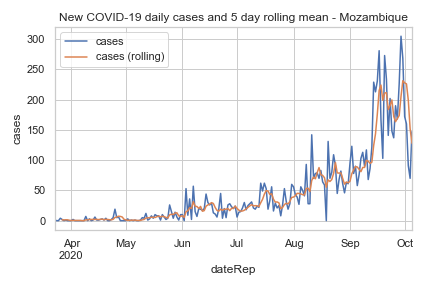 New COVID-19 daily cases and 5 day rolling mean - Mozambique
cases
cases (rolling)
300
250
200
150
100
50
0
cases
Apr May Jun Jul Aug Sep Oct
2020
dateRep